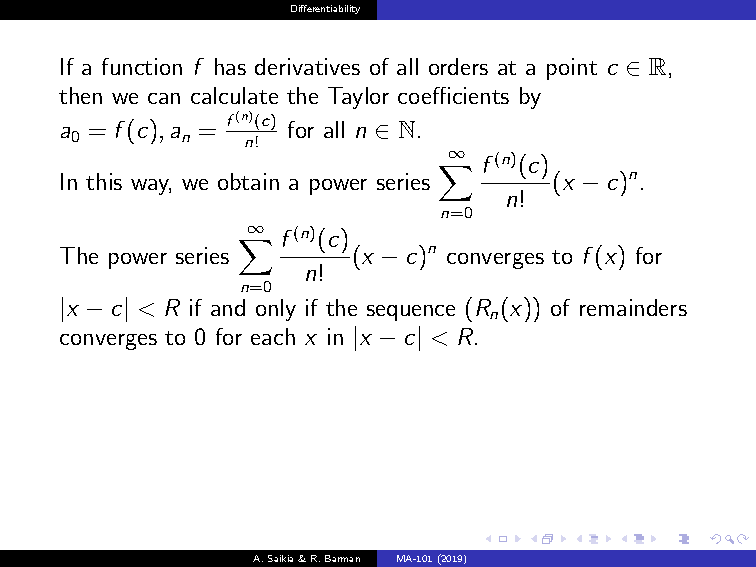 Differentiability
If a function f has derivatives of all orders at a point c ∈ ℝ,
then we can calculate the Taylor coefficients by
a₀ = f(c), aₙ = f⁽ⁿ⁾(c)/n! for all n ∈ ℕ.
In this way, we obtain a power series ∑_{n=0}^{∞} f⁽ⁿ⁾(c)/n! (x − c)ⁿ.
The power series ∑_{n=0}^{∞} f⁽ⁿ⁾(c)/n! (x − c)ⁿ converges to f(x) for
|x − c| < R if and only if the sequence (Rₙ(x)) of remainders
converges to 0 for each x in |x − c| < R.
A. Saikia & R. Barman MA-101 (2019)